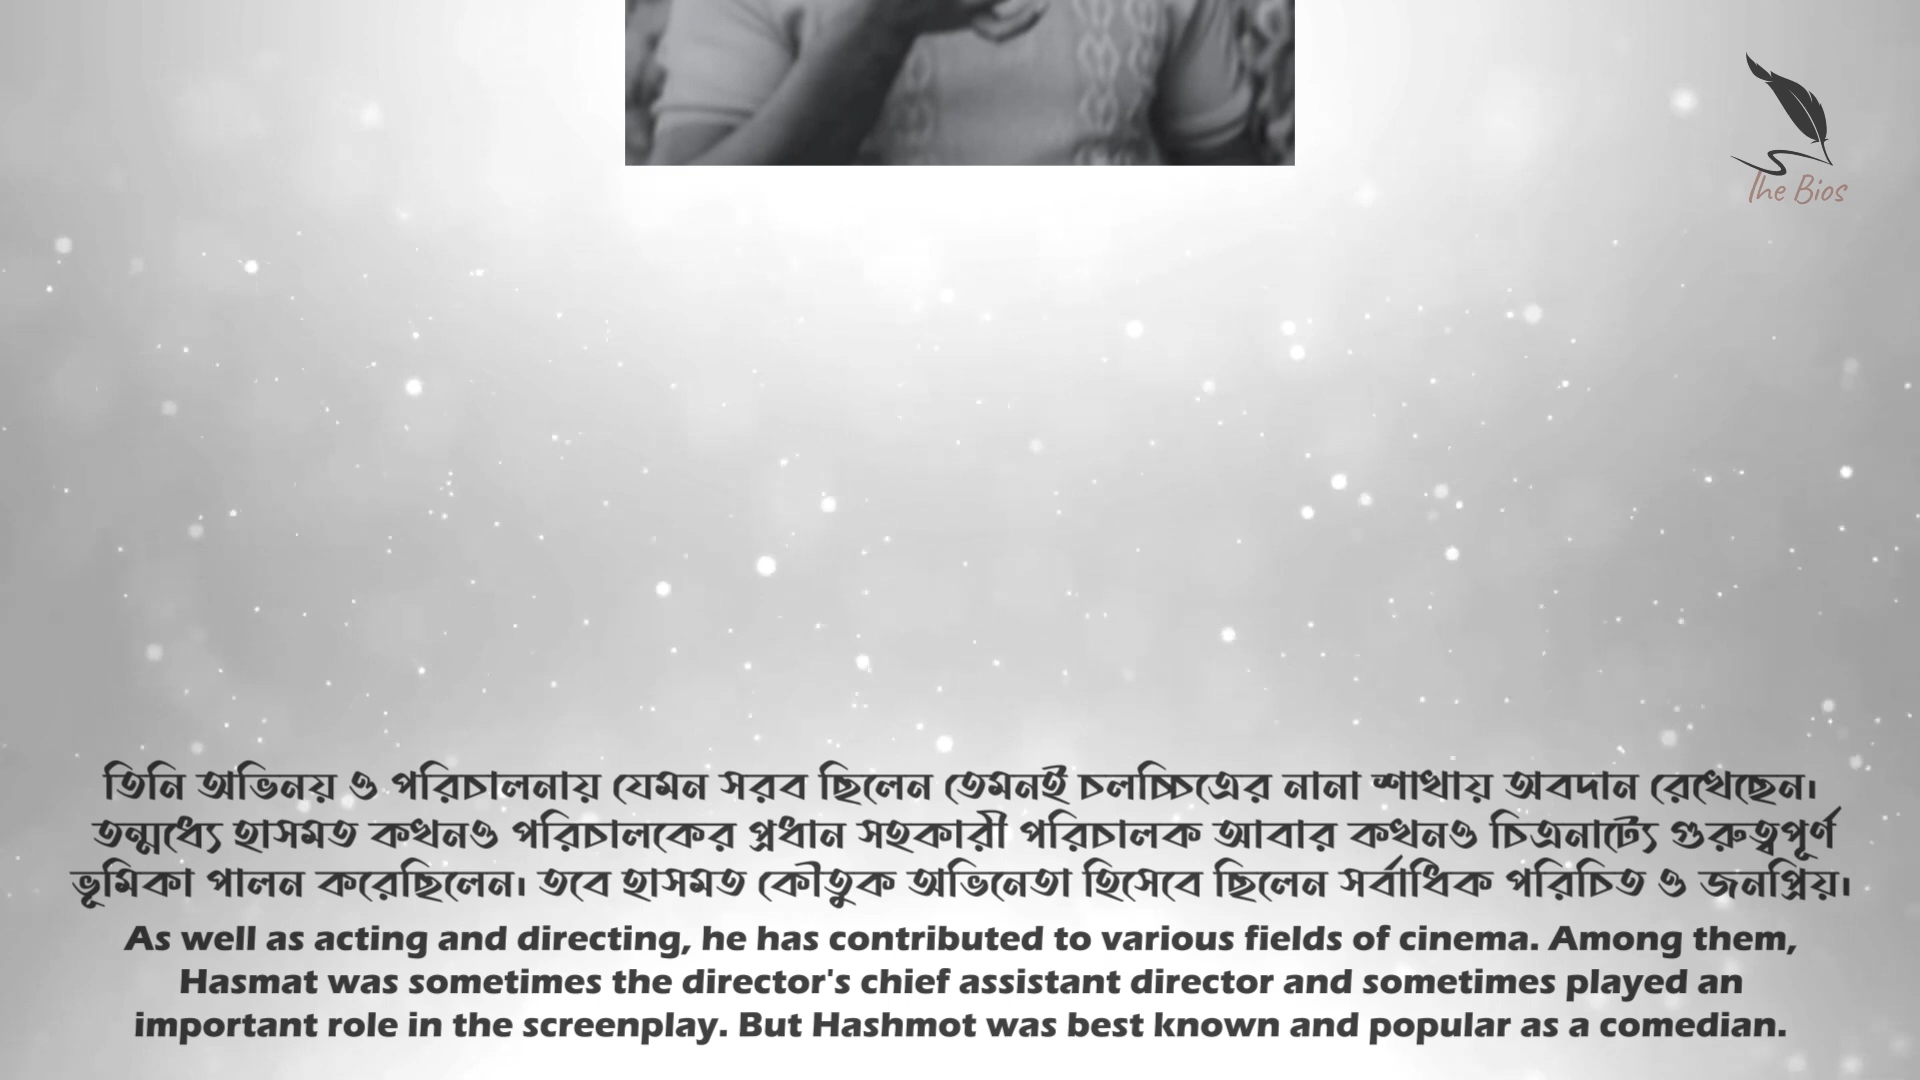 The Bios
তিনি অভিনয় ও পরিচালনায় যেমন সরব ছিলেন তেমনই চলচ্চিত্রের নানা শাখায় অবদান রেখেছেন।
তন্মধ্যে হাসমত কখনও পরিচালকের প্রধান সহকারী পরিচালক আবার কখনও চিত্রনাট্যে গুরুত্বপূর্ণ
ভূমিকা পালন করেছিলেন। তবে হাসমত কৌতুক অভিনেতা হিসেবে ছিলেন সর্বাধিক পরিচিত ও জনপ্রিয়।
As well as acting and directing, he has contributed to various fields of cinema. Among them,
Hasmat was sometimes the director's chief assistant director and sometimes played an
important role in the screenplay. But Hashmot was best known and popular as a comedian.